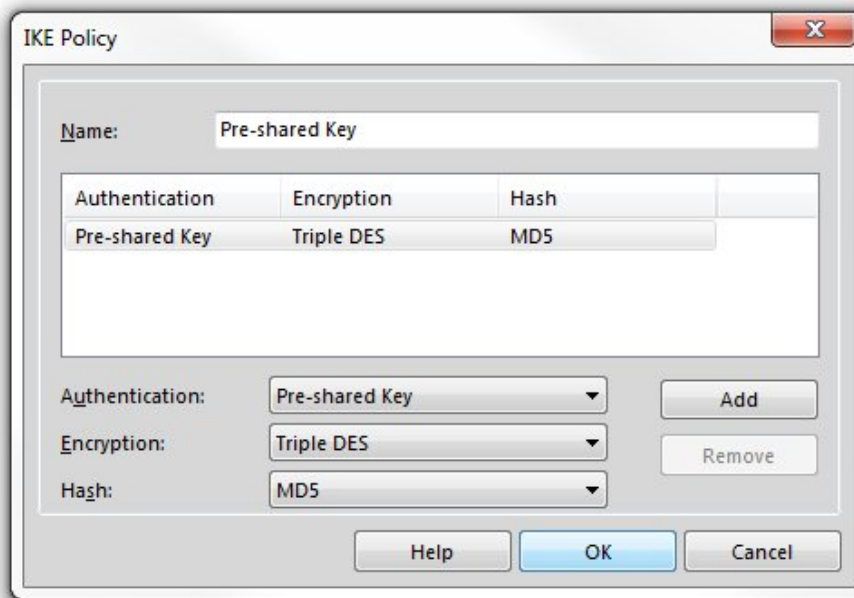 IKE Policy
Name: Pre-shared Key
Authentication Encryption Hash
Pre-shared Key Triple DES MD5
Authentication: Pre-shared Key Add
Encryption: Triple DES Remove
Hash: MD5
Help OK Cancel